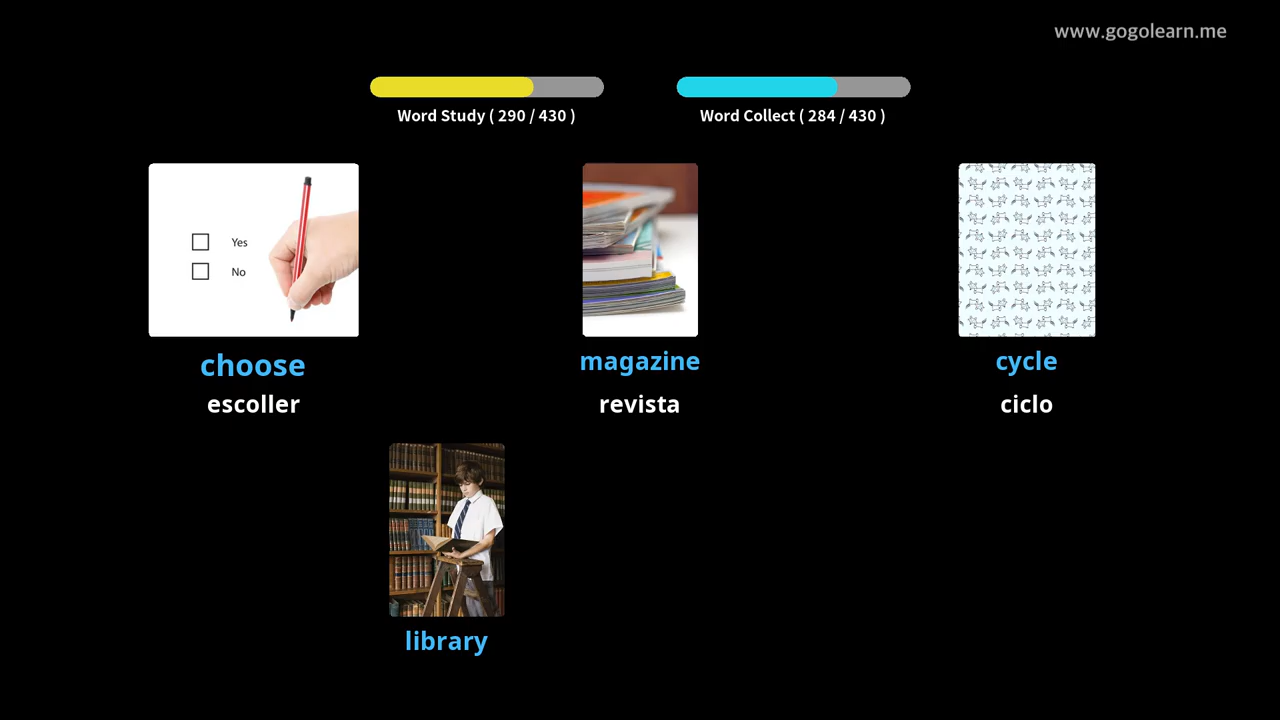 www.gogolearn.me
Word Study ( 290 / 430 )
Word Collect ( 284 / 430 )
Yes
No
choose
magazine
cycle
escoller
revista
ciclo
library